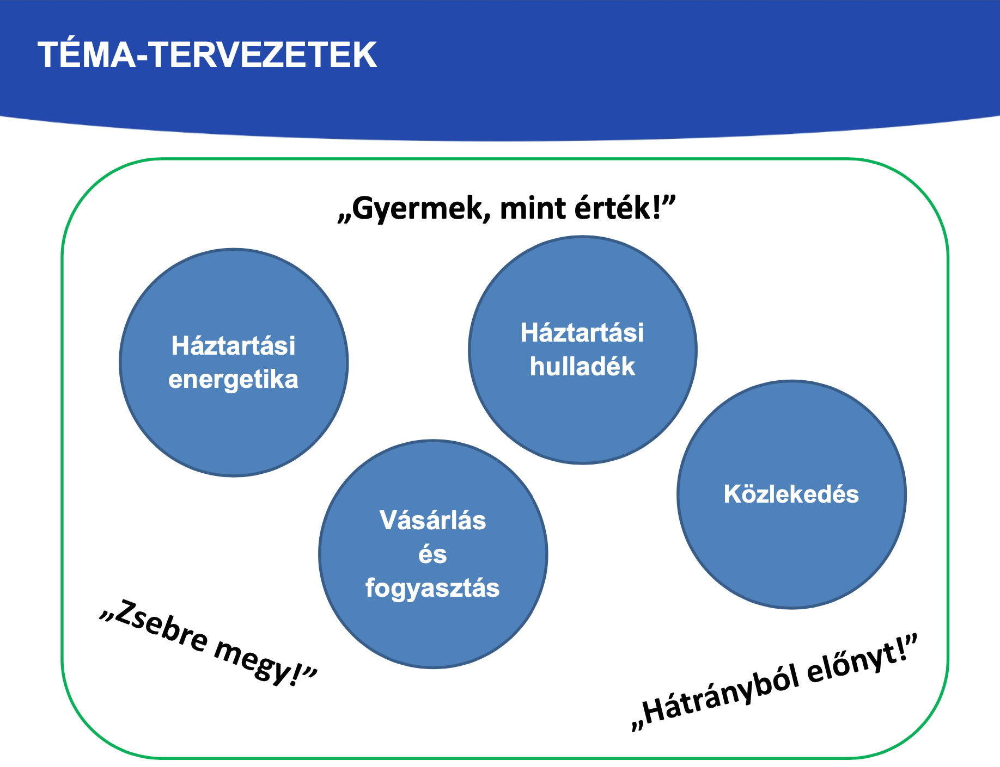 TÉMA-TERVEZETEK
„Gyermek, mint érték!”
Háztartási
energetika
Háztartási
hulladék
Közlekedés
Vásárlás
és
fogyasztás
„Zsebre megy!”
„Hátrányból előnyt!”